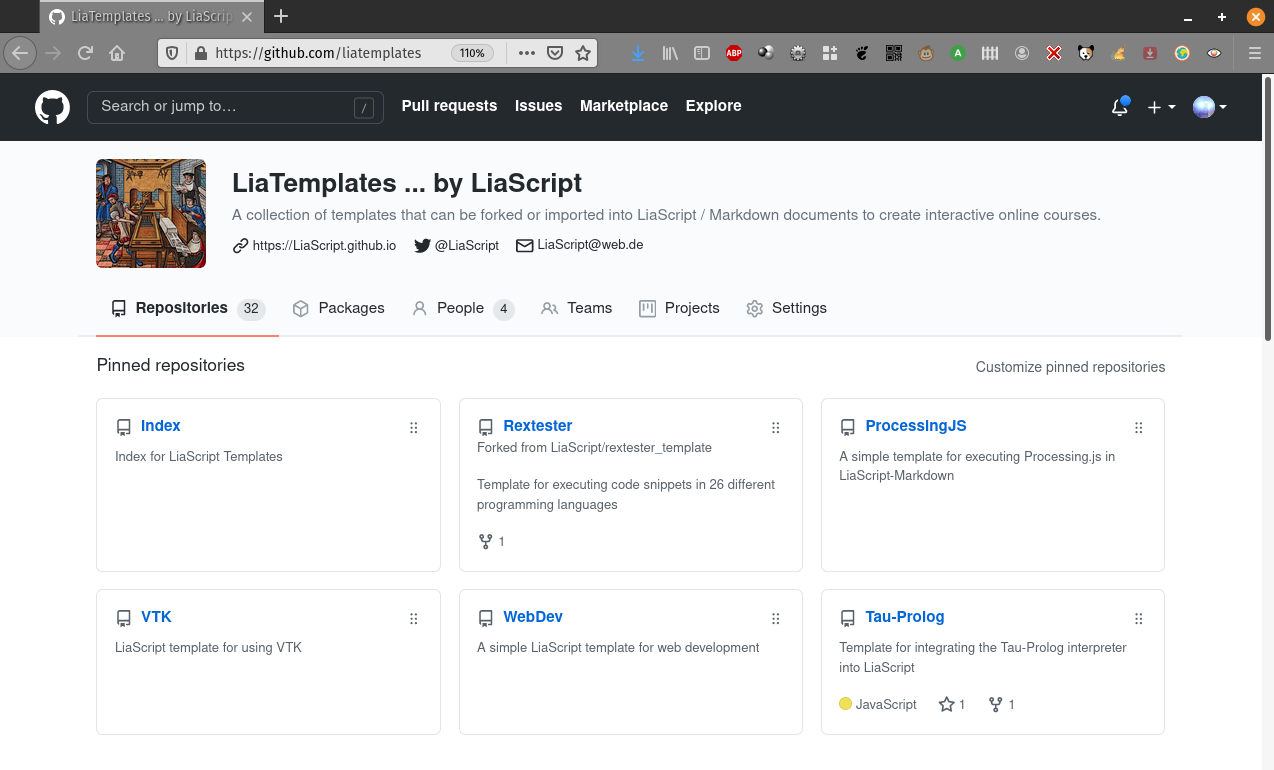 LiaTemplates ... by LiaScrip
https://github.com/liatemplates
110%
ABP
A
Search or jump to…
/
Pull requests
Issues
Marketplace
Explore
LiaTemplates ... by LiaScript
A collection of templates that can be forked or imported into LiaScript / Markdown documents to create interactive online courses.
https://LiaScript.github.io
@LiaScript
LiaScript@web.de
Repositories 32
Packages
People 4
Teams
Projects
Settings
Pinned repositories
Customize pinned repositories
Index
Index for LiaScript Templates
Rextester
Forked from LiaScript/rextester_template
Template for executing code snippets in 26 different
programming languages
1
ProcessingJS
A simple template for executing Processing.js in
LiaScript-Markdown
VTK
LiaScript template for using VTK
WebDev
A simple LiaScript template for web development
Tau-Prolog
Template for integrating the Tau-Prolog interpreter
into LiaScript
JavaScript 1 1